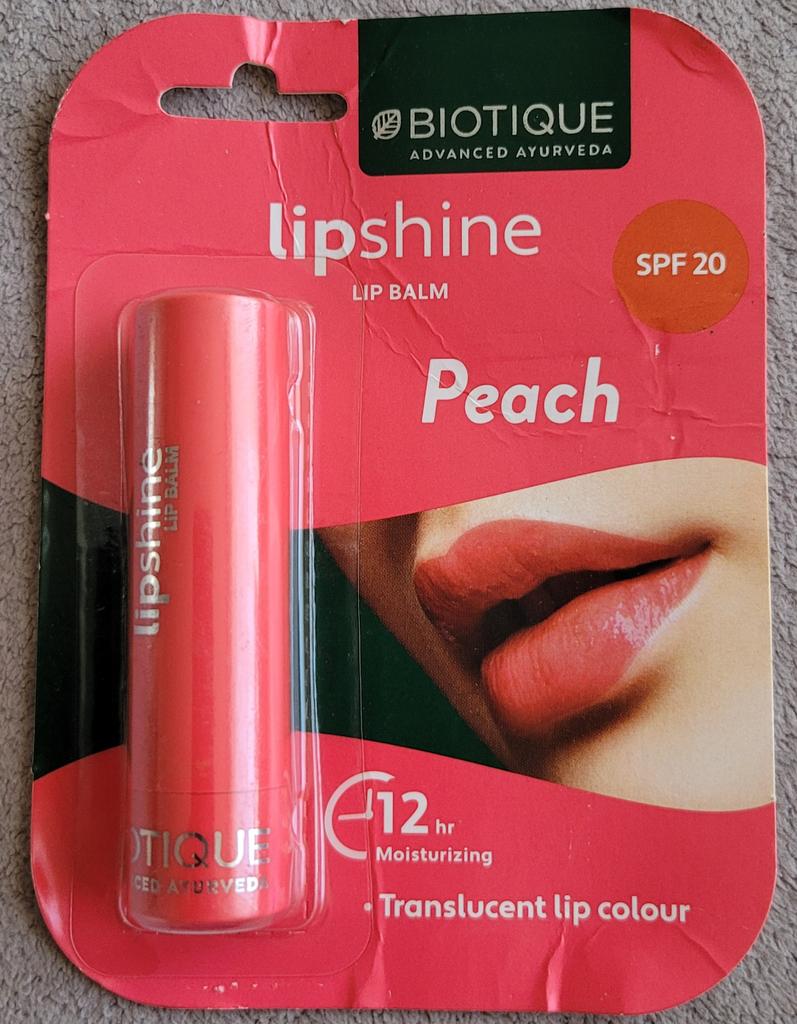 BIOTIQUE
ADVANCED AYURVEDA
lipshine
LIP BALM
SPF 20
Peach
lipshine
LIP BALM
12 hr
Moisturizing
• Translucent lip colour
OTIQUE
CED AYURVEDA